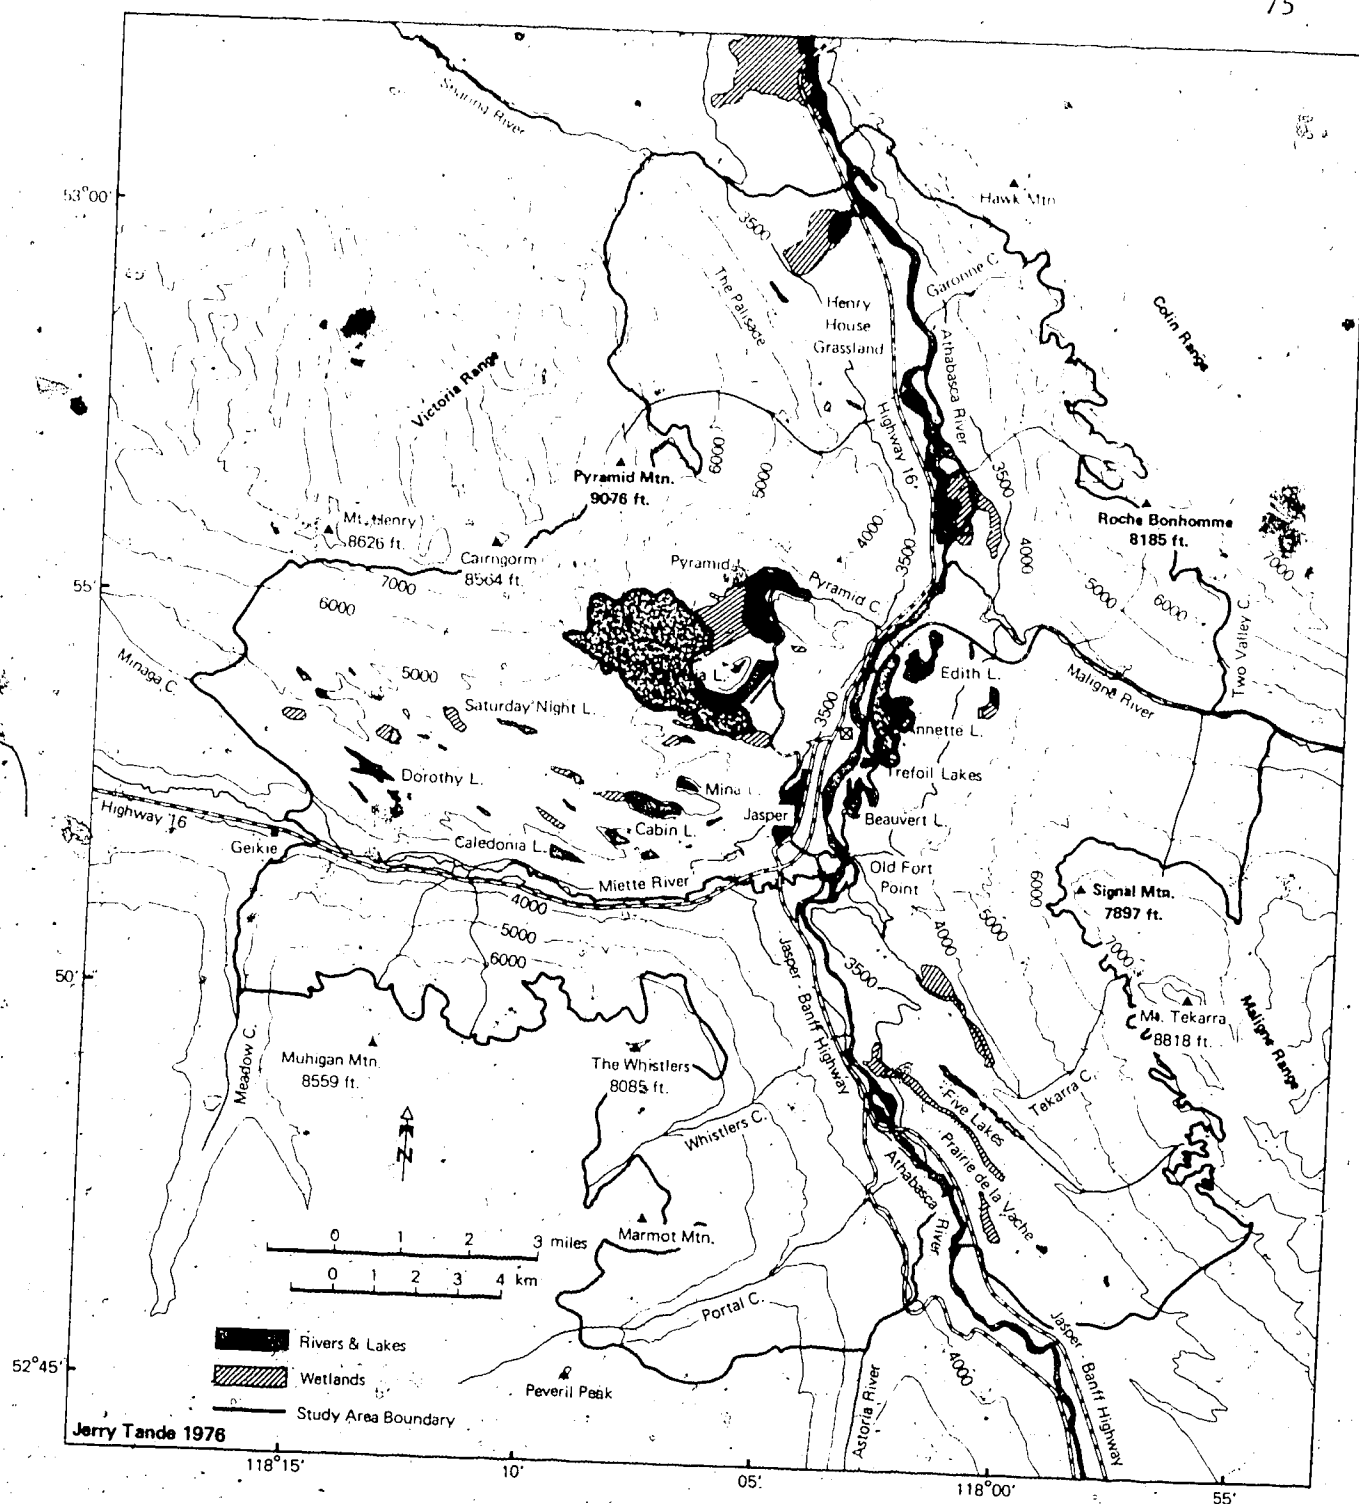 75
Snaring River
53°00'
Hawk Mtn
3500
The Palisade
Garonne C.
Henry
House
Grassland
Colin Range
Athabasca River
Victoria Range
Highway 16
6000
5000
3500
Pyramid Mtn.
9076 ft.
Mt. Henry
8626 ft.
4000
3500
4000
Roche Bonhomme
8185 ft.
7000
Cairngorm
8564 ft.
Pyramid
Pyramid C.
55'
7000
6000
5000
6000
Two Valley C.
Minaga C.
5000
L.
Edith L.
Maligne River
Saturday Night L.
3500
Annette L.
Dorothy L.
Mina L.
Trefoil Lakes
Highway 16
Jasper
Beauvert L.
Geikie
Caledonia L.
Cabin L.
Miette River
Old Fort
Point
6000
Signal Mtn.
7897 ft.
4000
5000
6000
4000
5000
7000
50'
Jasper - Banff Highway
3500
Mt. Tekarra
8818 ft.
Maligne Range
Meadow C.
Muhigan Mtn.
8559 ft.
The Whistlers
8085 ft.
Tekarra C.
Five Lakes
Whistlers C.
N
Prairie de la Vache
Athabasca River
Marmot Mtn.
0 1 2 3 miles
0 1 2 3 4 km
Portal C.
Jasper - Banff Highway
Rivers & Lakes
4000
52°45'
Wetlands
Peveril Peak
Study Area Boundary
Astoria River
Jerry Tande 1976
118°15'
10'
05'
118°00'
55'